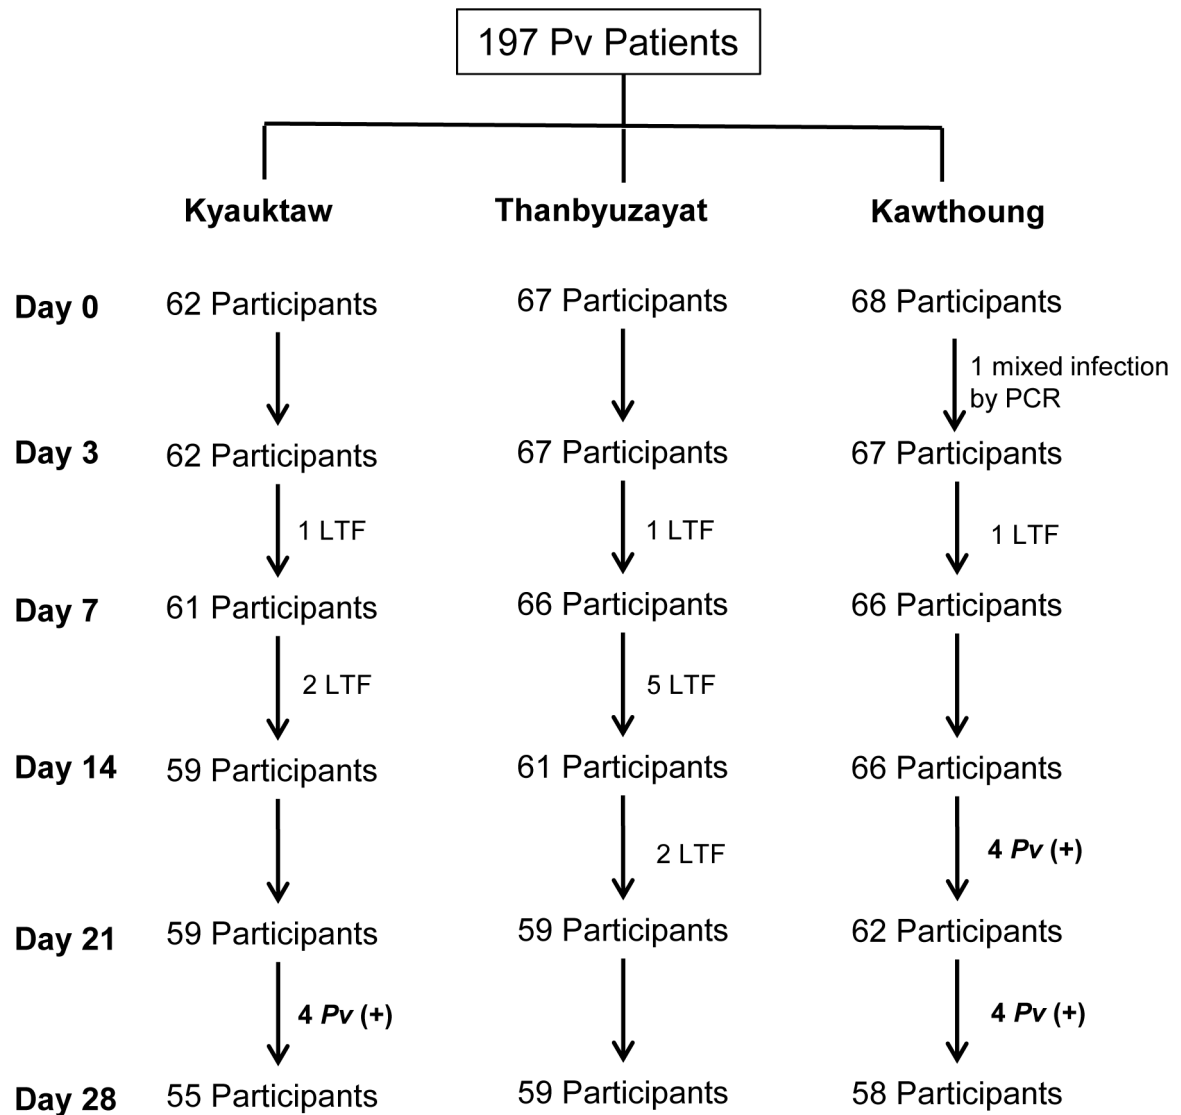 197 Pv Patients
Kyauktaw Thanbyuzayat Kawthoung
Day 0 62 Participants 67 Participants 68 Participants
1 mixed infection
by PCR
Day 3 62 Participants 67 Participants 67 Participants
1 LTF 1 LTF 1 LTF
Day 7 61 Participants 66 Participants 66 Participants
2 LTF 5 LTF
Day 14 59 Participants 61 Participants 66 Participants
2 LTF 4 Pv (+)
Day 21 59 Participants 59 Participants 62 Participants
4 Pv (+) 4 Pv (+)
Day 28 55 Participants 59 Participants 58 Participants